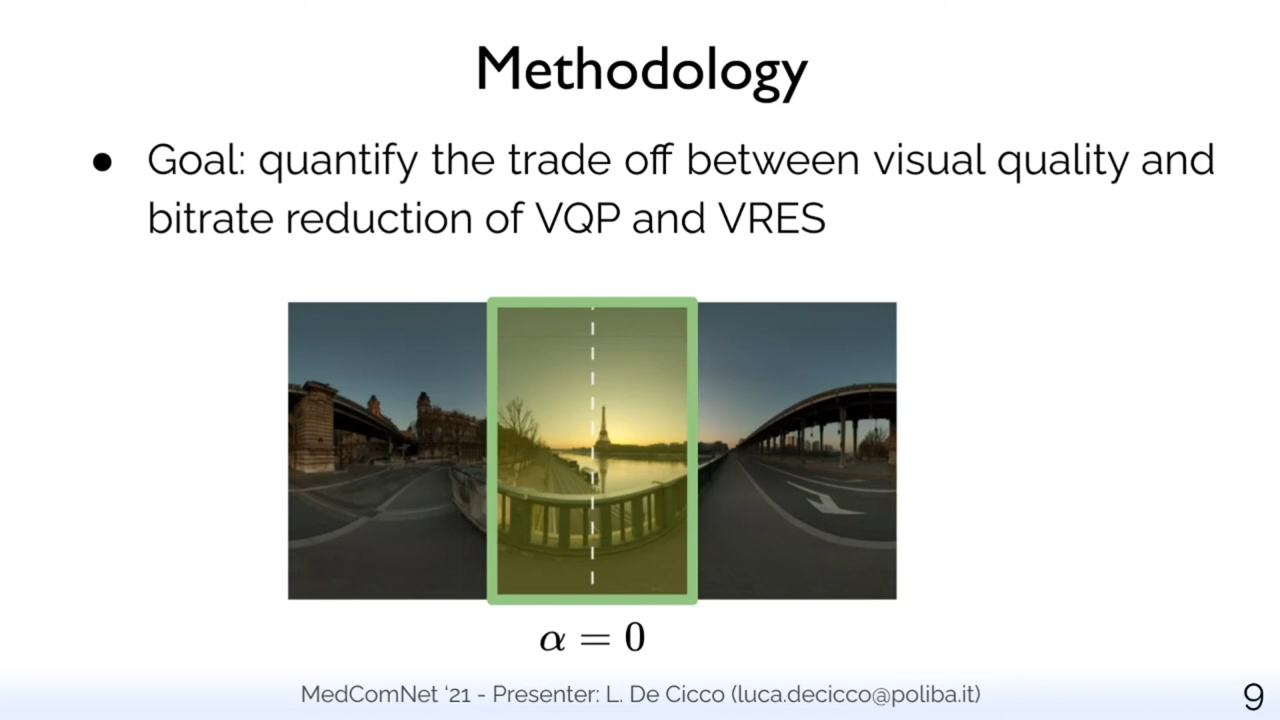 Methodology
● Goal: quantify the trade off between visual quality and
bitrate reduction of VQP and VRES
α = 0
MedComNet ‘21 - Presenter: L. De Cicco (luca.decicco@poliba.it)
9